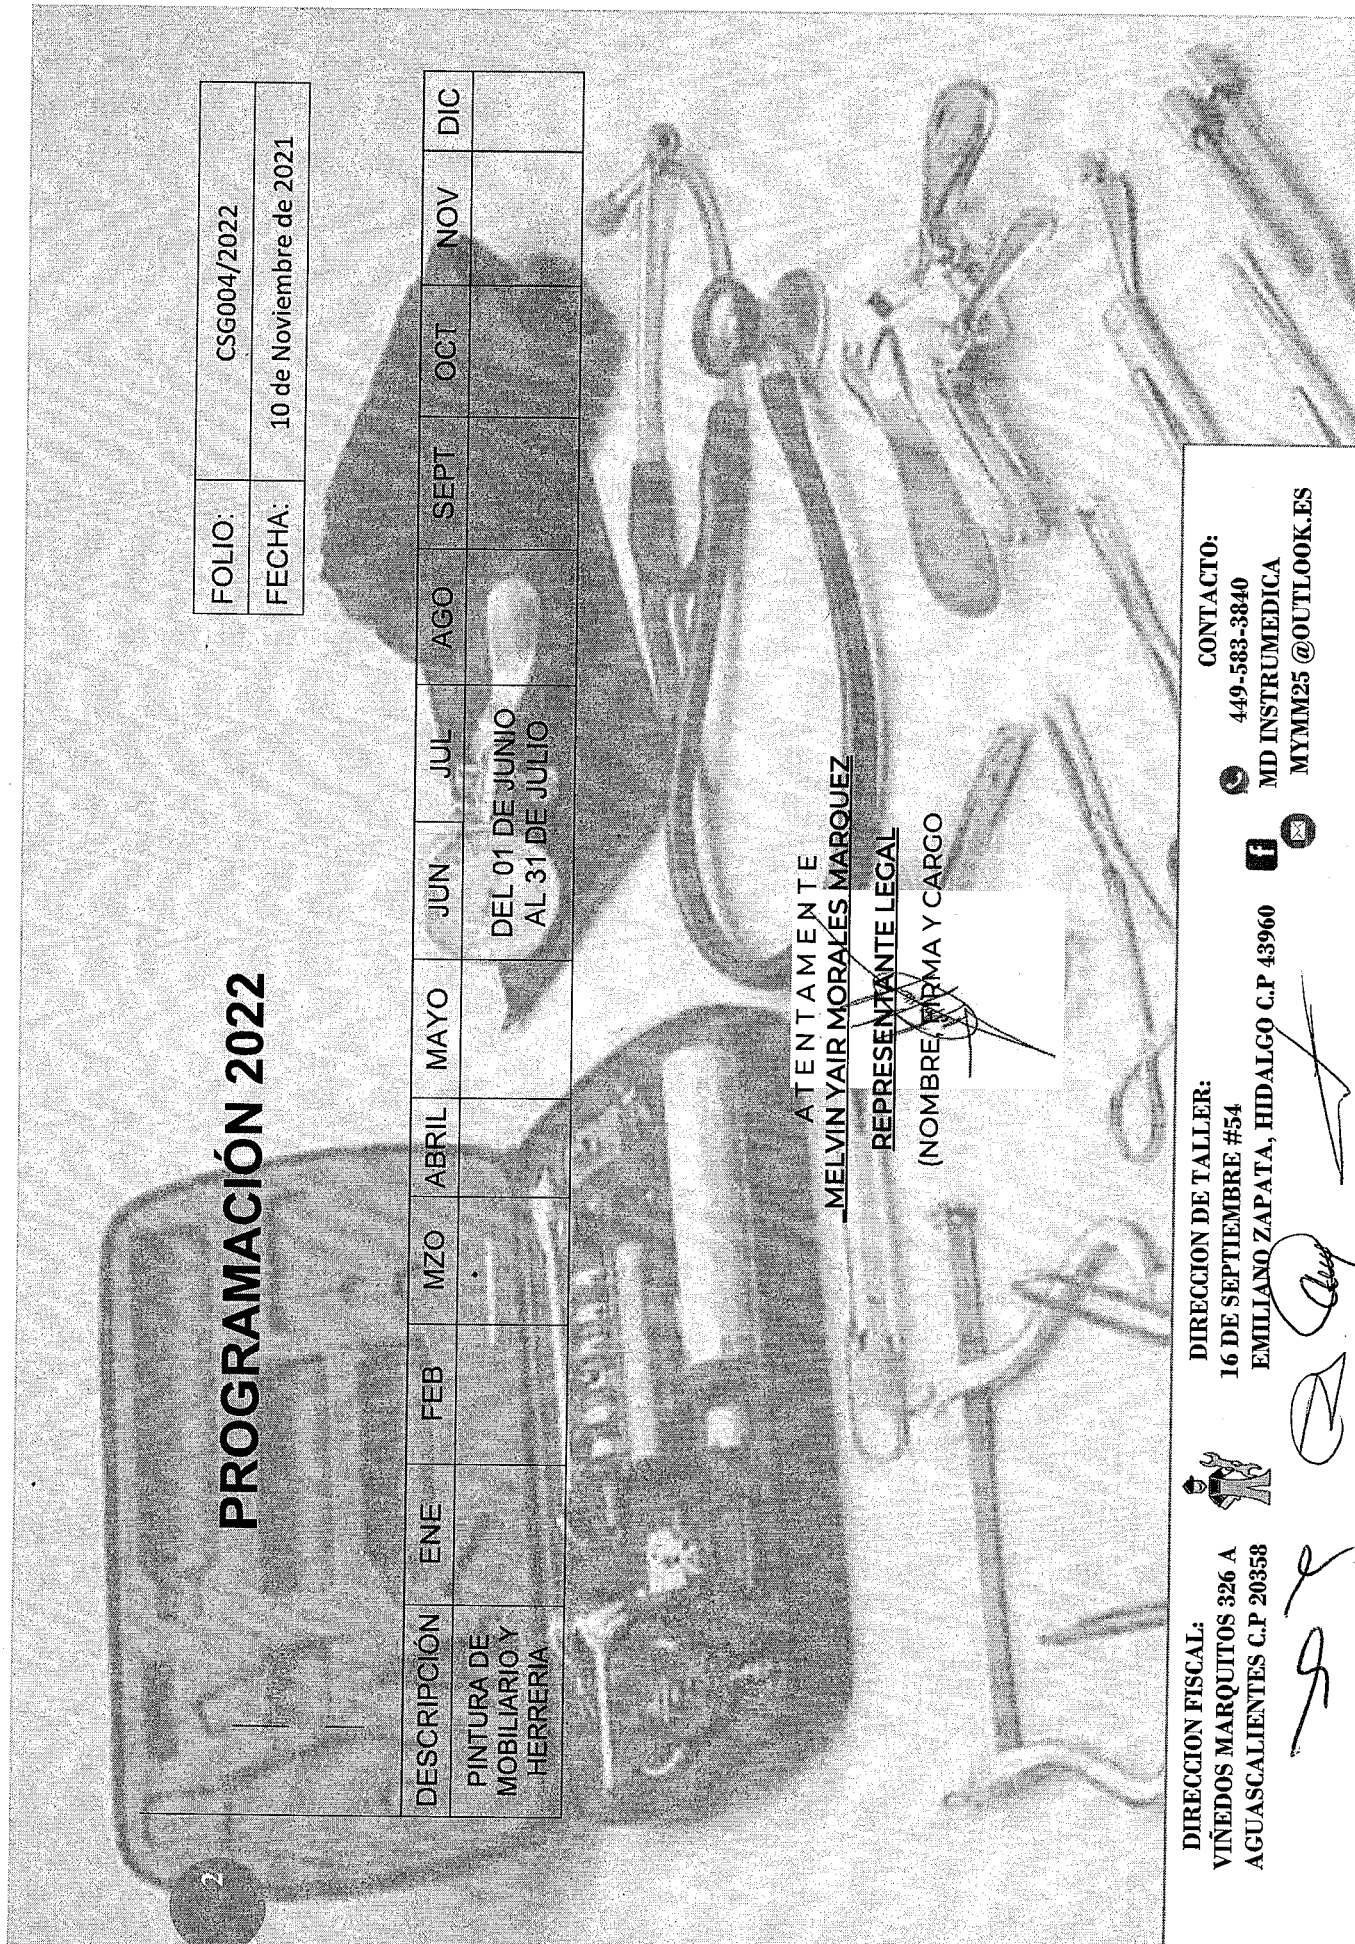 2
PROGRAMACIÓN 2022
FOLIO: CSG004/2022
FECHA: 10 de Noviembre de 2021
DESCRIPCIÓN ENE FEB MZO ABRIL MAYO JUN JUL AGO SEPT OCT NOV DIC
PINTURA DE
MOBILIARIO Y
HERRERIA
DEL 01 DE JUNIO
AL 31 DE JULIO
ATENTAMENTE
MELVIN YAIR MORALES MARQUEZ
REPRESENTANTE LEGAL
(NOMBRE, FIRMA Y CARGO
DIRECCION FISCAL:
VIÑEDOS MARQUITOS 326 A
AGUASCALIENTES C.P 20358
DIRECCION DE TALLER:
16 DE SEPTIEMBRE #54
EMILIANO ZAPATA, HIDALGO C.P 43960
CONTACTO:
449-583-3840
MD INSTRUMEDICA
MYMM25 @OUTLOOK.ES